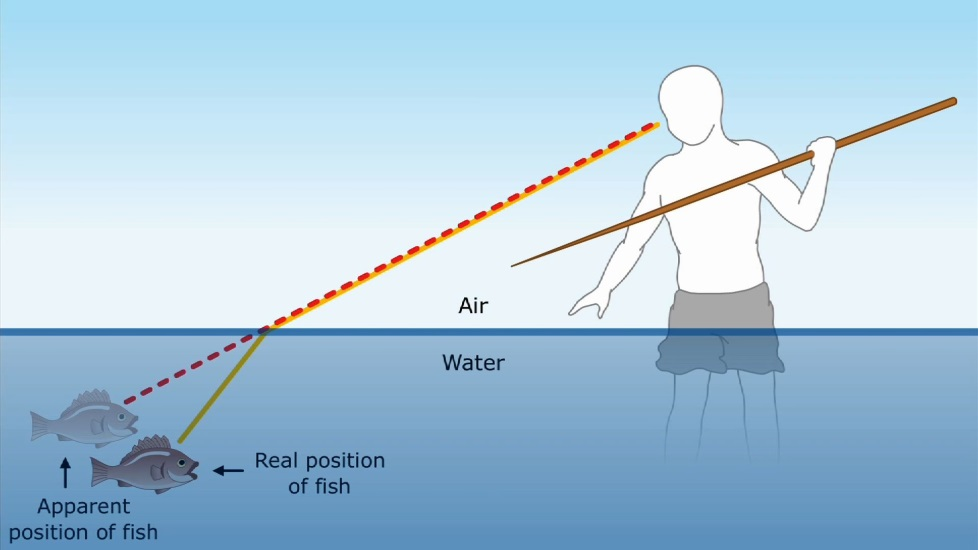 Air
Water
Real position
of fish
Apparent
position of fish